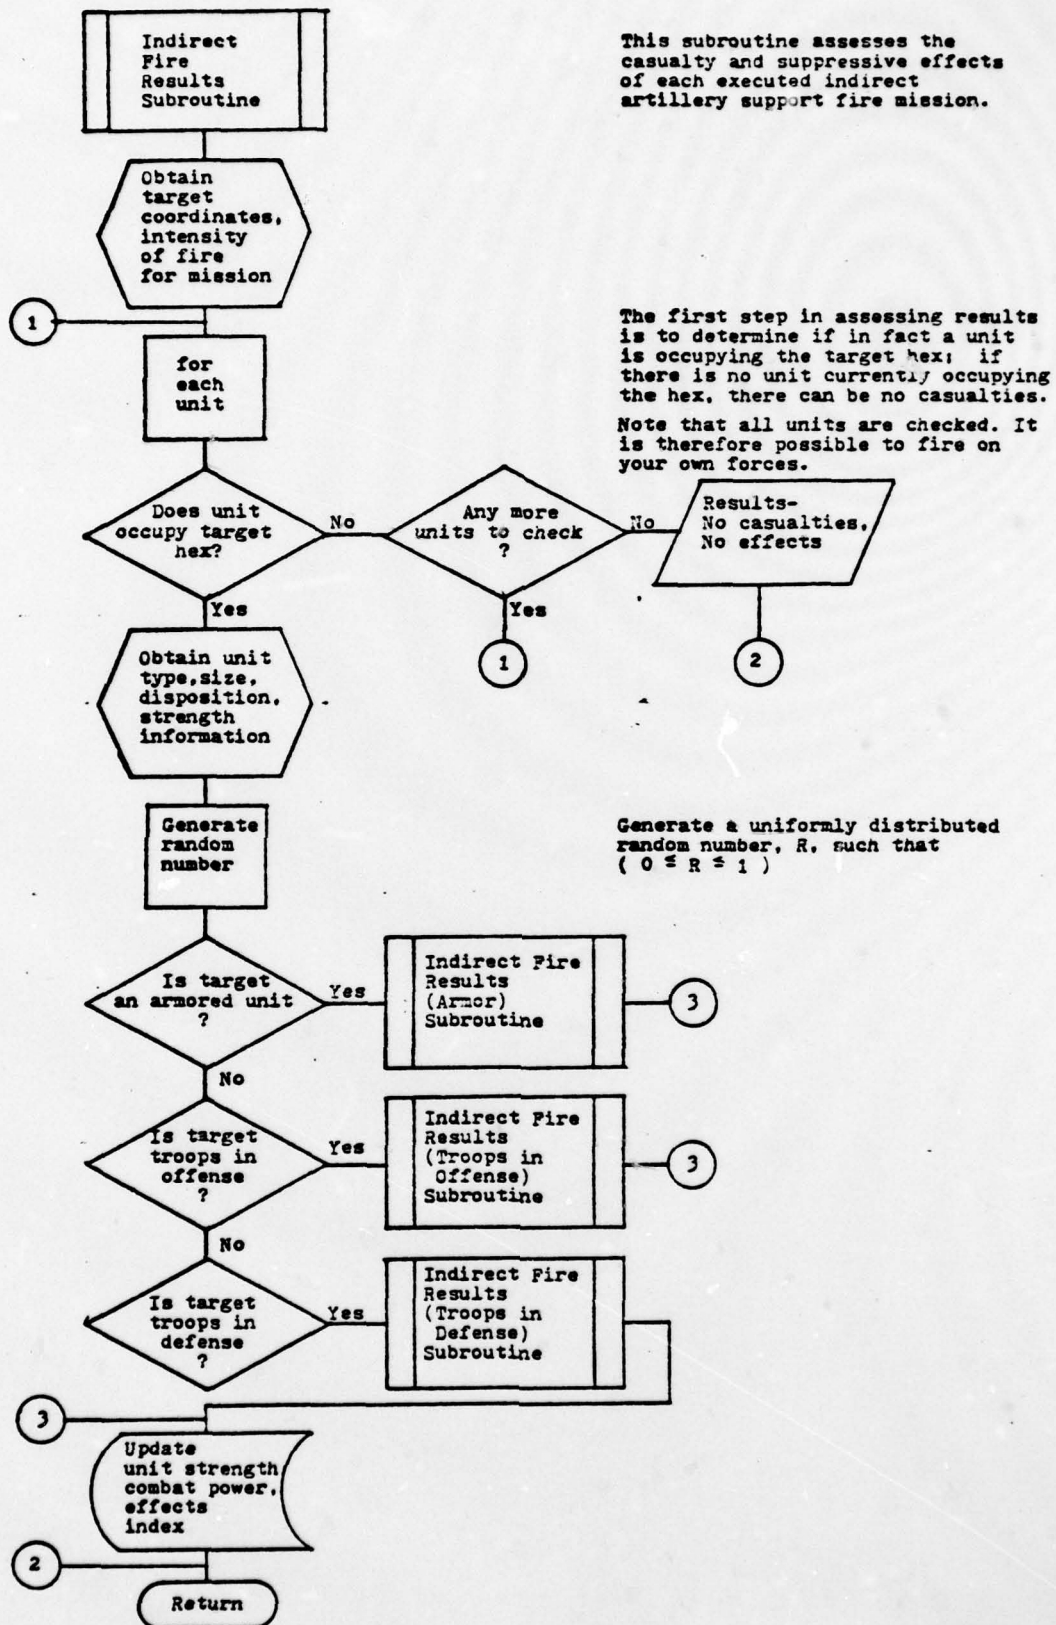 Indirect
Fire
Results
Subroutine
This subroutine assesses the
casualty and suppressive effects
of each executed indirect
artillery support fire mission.
Obtain
target
coordinates,
intensity
of fire
for mission
1
for
each
unit
The first step in assessing results
is to determine if in fact a unit
is occupying the target hex; if
there is no unit currently occupying
the hex, there can be no casualties.
Note that all units are checked. It
is therefore possible to fire on
your own forces.
Does unit
occupy target
hex?
No
Any more
units to check
?
No
Results-
No casualties,
No effects
Yes
Yes
1
2
Obtain unit
type,size,
disposition,
strength
information
Generate
random
number
Generate a uniformly distributed
random number, R, such that
( 0 ≤ R ≤ 1 )
Is target
an armored unit
?
Yes
Indirect Fire
Results
(Armor)
Subroutine
3
No
Is target
troops in
offense
?
Yes
Indirect Fire
Results
(Troops in
Offense)
Subroutine
3
No
Is target
troops in
defense
?
Yes
Indirect Fire
Results
(Troops in
Defense)
Subroutine
3
Update
unit strength
combat power,
effects
index
2
Return